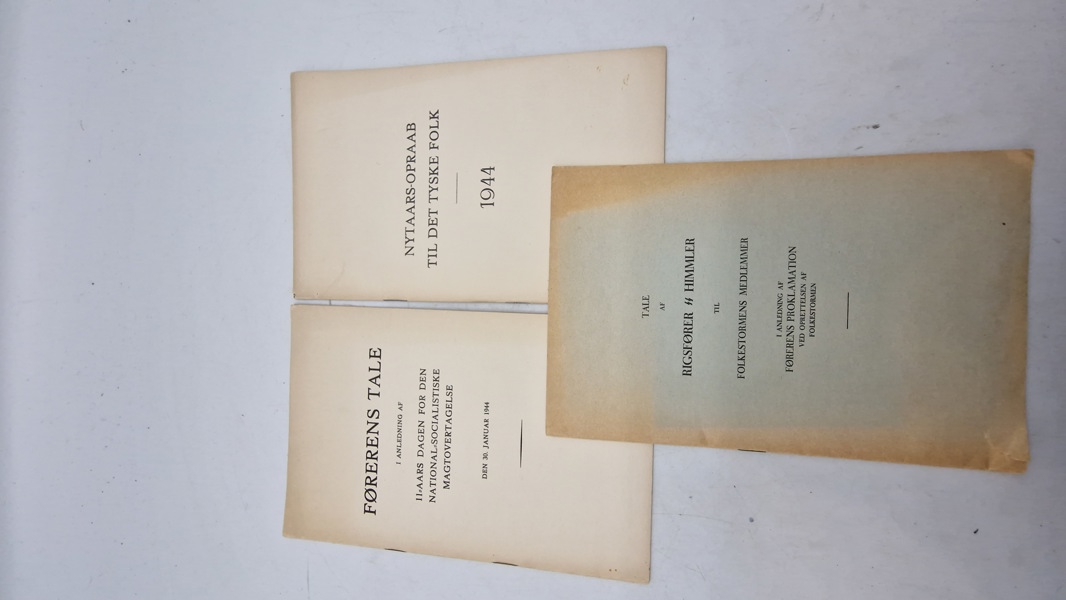 NYTAARS-OPRAAB
TIL DET TYSKE FOLK
1944
FØRERENS TALE
I ANLEDNING AF
11-AARS DAGEN FOR DEN
NATIONAL-SOCIALISTISKE
MAGTOVERTAGELSE
DEN 30. JANUAR 1944
TALE
AF
RIGSFØRER ᛋᛋ HIMMLER
TIL
FOLKESTORMENS MEDLEMMER
I ANLEDNING AF
FØRERENS PROKLAMATION
VED OPRETTELSEN AF
FOLKESTORMEN